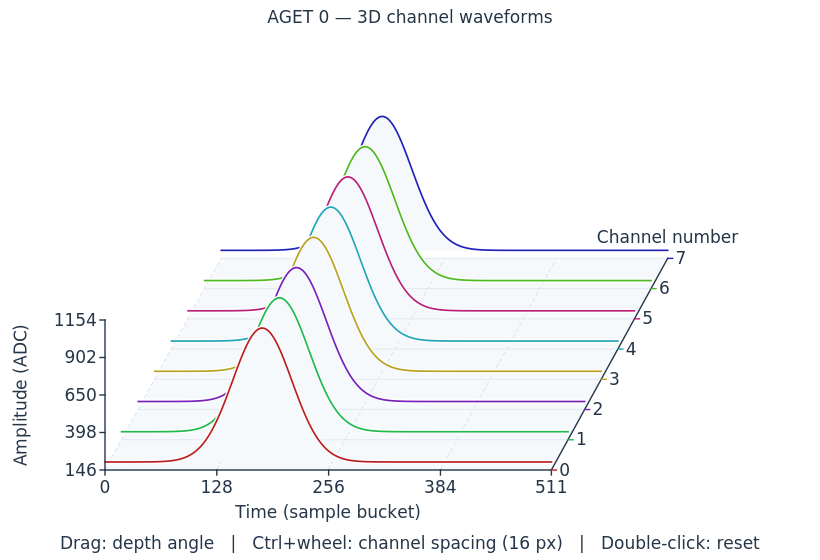 AGET 0 — 3D channel waveforms
Channel number
7
6
5
4
3
2
1
0
Amplitude (ADC)
1154
902
650
398
146
0 128 256 384 511
Time (sample bucket)
Drag: depth angle | Ctrl+wheel: channel spacing (16 px) | Double-click: reset